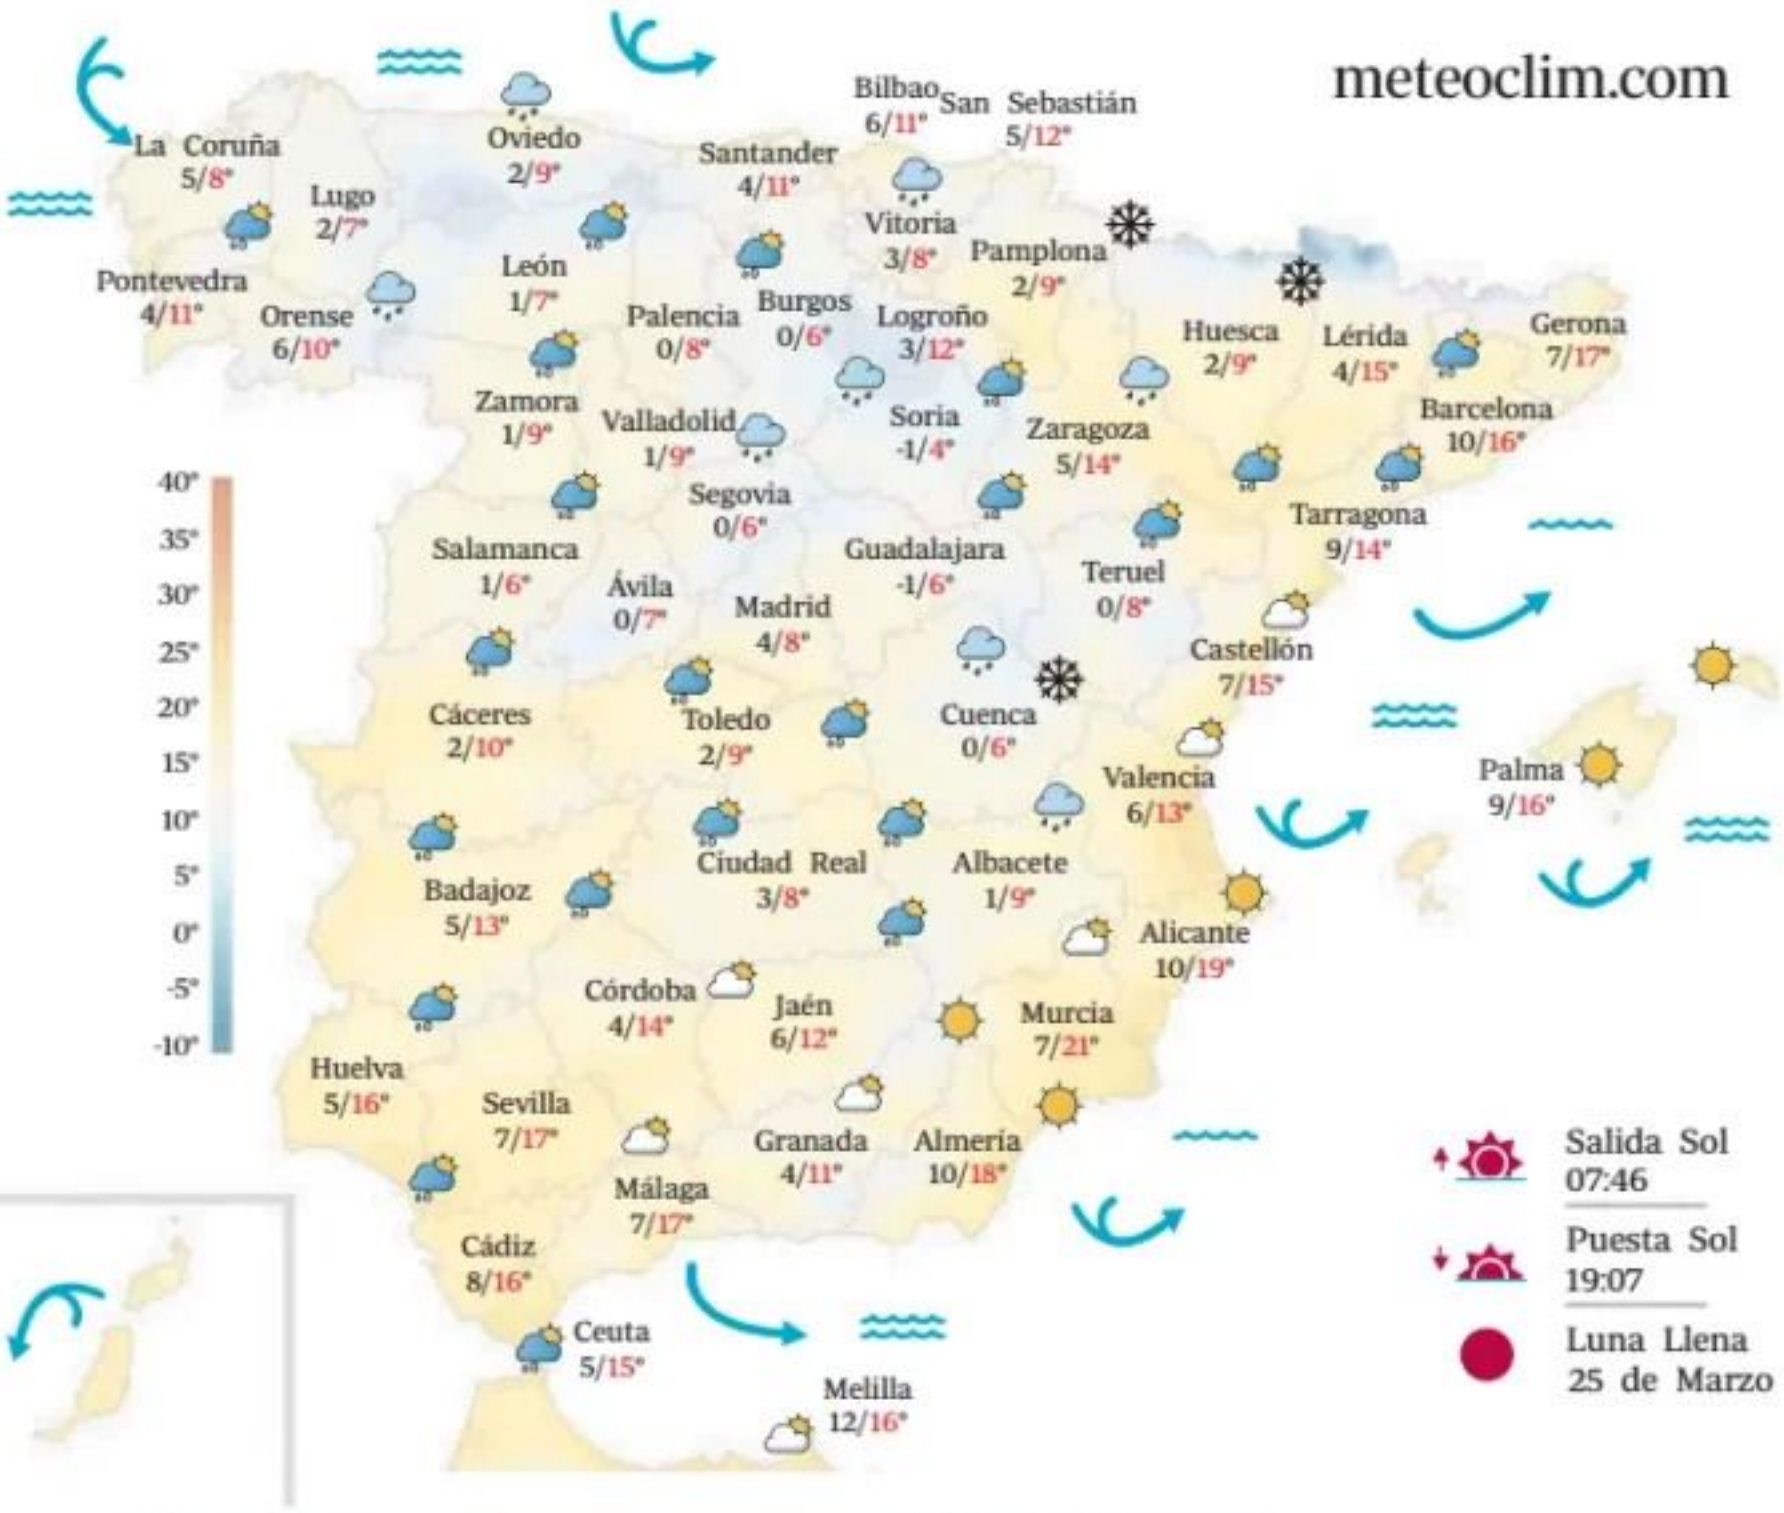 meteoclim.com
Bilbao
6/11°
San Sebastián
5/12°
La Coruña
5/8°
Oviedo
2/9°
Santander
4/11°
Lugo
2/7°
Vitoria
3/8°
Pamplona
2/9°
Pontevedra
4/11°
Orense
6/10°
León
1/7°
Palencia
0/8°
Burgos
0/6°
Logroño
3/12°
Huesca
2/9°
Lérida
4/15°
Gerona
7/17°
Zamora
1/9°
Valladolid
1/9°
Soria
-1/4°
Zaragoza
5/14°
Barcelona
10/16°
Segovia
0/6°
Tarragona
9/14°
Salamanca
1/6°
Ávila
0/7°
Madrid
4/8°
Guadalajara
-1/6°
Teruel
0/8°
Castellón
7/15°
Cáceres
2/10°
Toledo
2/9°
Cuenca
0/6°
Valencia
6/13°
Palma
9/16°
Badajoz
5/13°
Ciudad Real
3/8°
Albacete
1/9°
Alicante
10/19°
Córdoba
4/14°
Jaén
6/12°
Murcia
7/21°
Huelva
5/16°
Sevilla
7/17°
Granada
4/11°
Almería
10/18°
Málaga
7/17°
Cádiz
8/16°
Ceuta
5/15°
Melilla
12/16°
40°
35°
30°
25°
20°
15°
10°
5°
0°
-5°
-10°
Salida Sol
07:46
Puesta Sol
19:07
Luna Llena
25 de Marzo